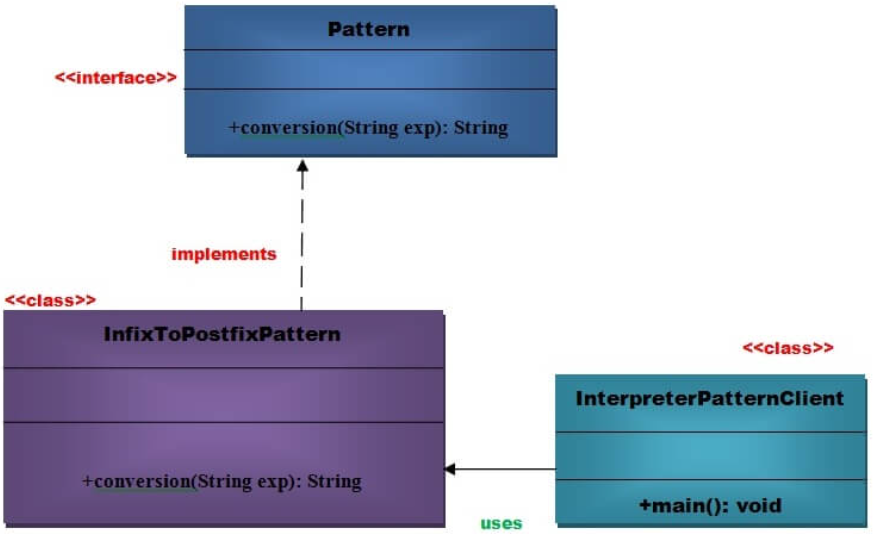 Pattern
<<interface>>
+conversion(String exp): String
implements
<<class>>
InfixToPostfixPattern
+conversion(String exp): String
<<class>>
InterpreterPatternClient
+main(): void
uses